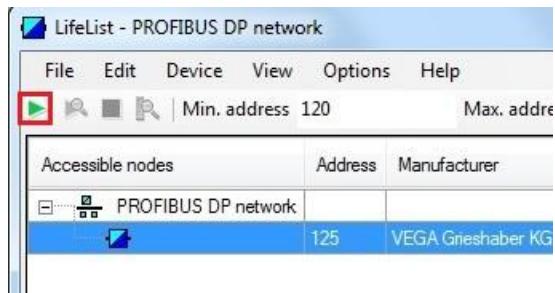 LifeList - PROFIBUS DP network
File Edit Device View Options Help
Min. address 120 Max. addre
Accessible nodes Address Manufacturer
PROFIBUS DP network
125 VEGA Grieshaber KG